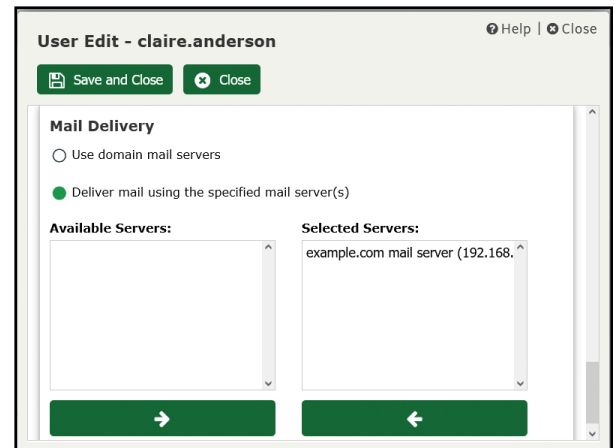 Help | Close
User Edit - claire.anderson
Save and Close Close
Mail Delivery
Use domain mail servers
Deliver mail using the specified mail server(s)
Available Servers: Selected Servers:
example.com mail server (192.168.